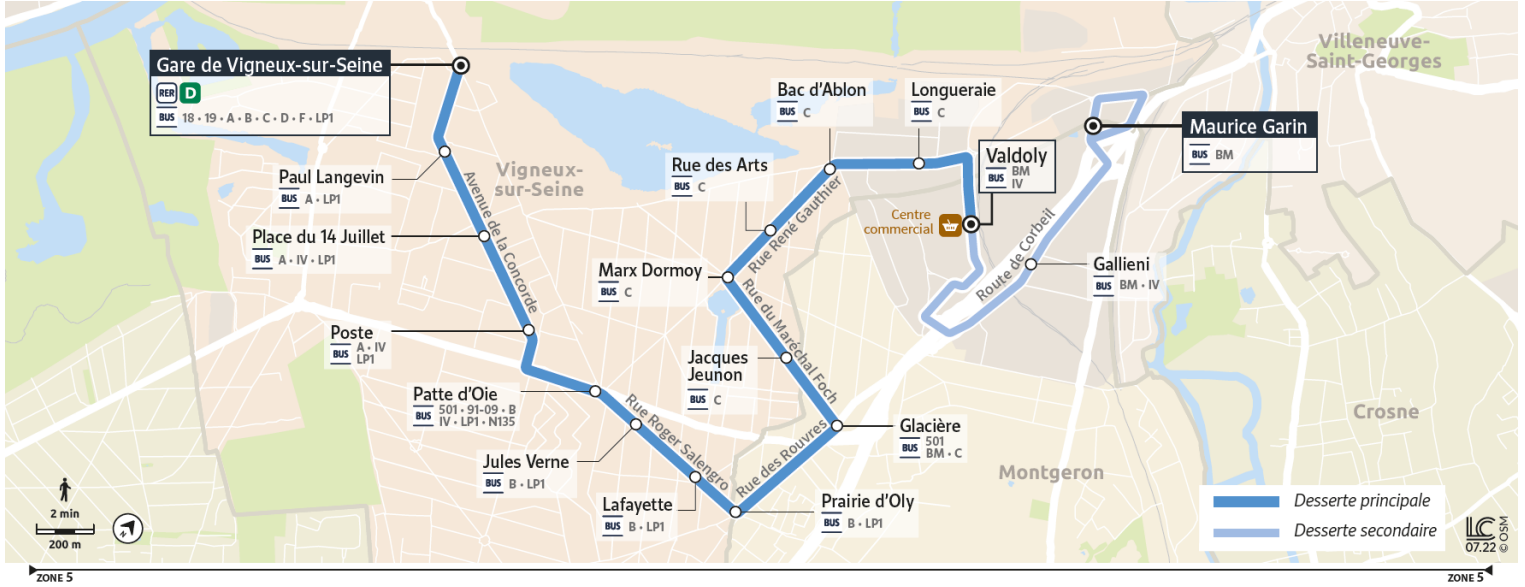 Villeneuve-
Saint-Georges
Gare de Vigneux-sur-Seine
RER D
BUS 18 • 19 • A • B • C • D • F • LP1
Bac d'Ablon
BUS C
Longueraie
BUS C
Maurice Garin
BUS BM
Valdoly
BUS BM
IV
Rue des Arts
BUS C
Vigneux-
sur-Seine
Paul Langevin
BUS A • LP1
Avenue de la Concorde
Rue René Gauthier
Centre
commercial
Place du 14 Juillet
BUS A • IV • LP1
Marx Dormoy
BUS C
Route de Corbeil
Gallieni
BUS BM • IV
Rue du Maréchal Foch
Poste
BUS A • IV
LP1
Jacques
Jeunon
BUS C
Patte d'Oie
BUS 501 • 91-09 • B
IV • LP1 • N135
Rue Roger Salengro
Rue des Rouvres
Glacière
BUS 501
BM • C
Crosne
Jules Verne
BUS B • LP1
Montgeron
Lafayette
BUS B • LP1
Prairie d'Oly
BUS B • LP1
Desserte principale
Desserte secondaire
2 min
200 m
N
LC
07.22
© OSM
ZONE 5
ZONE 5